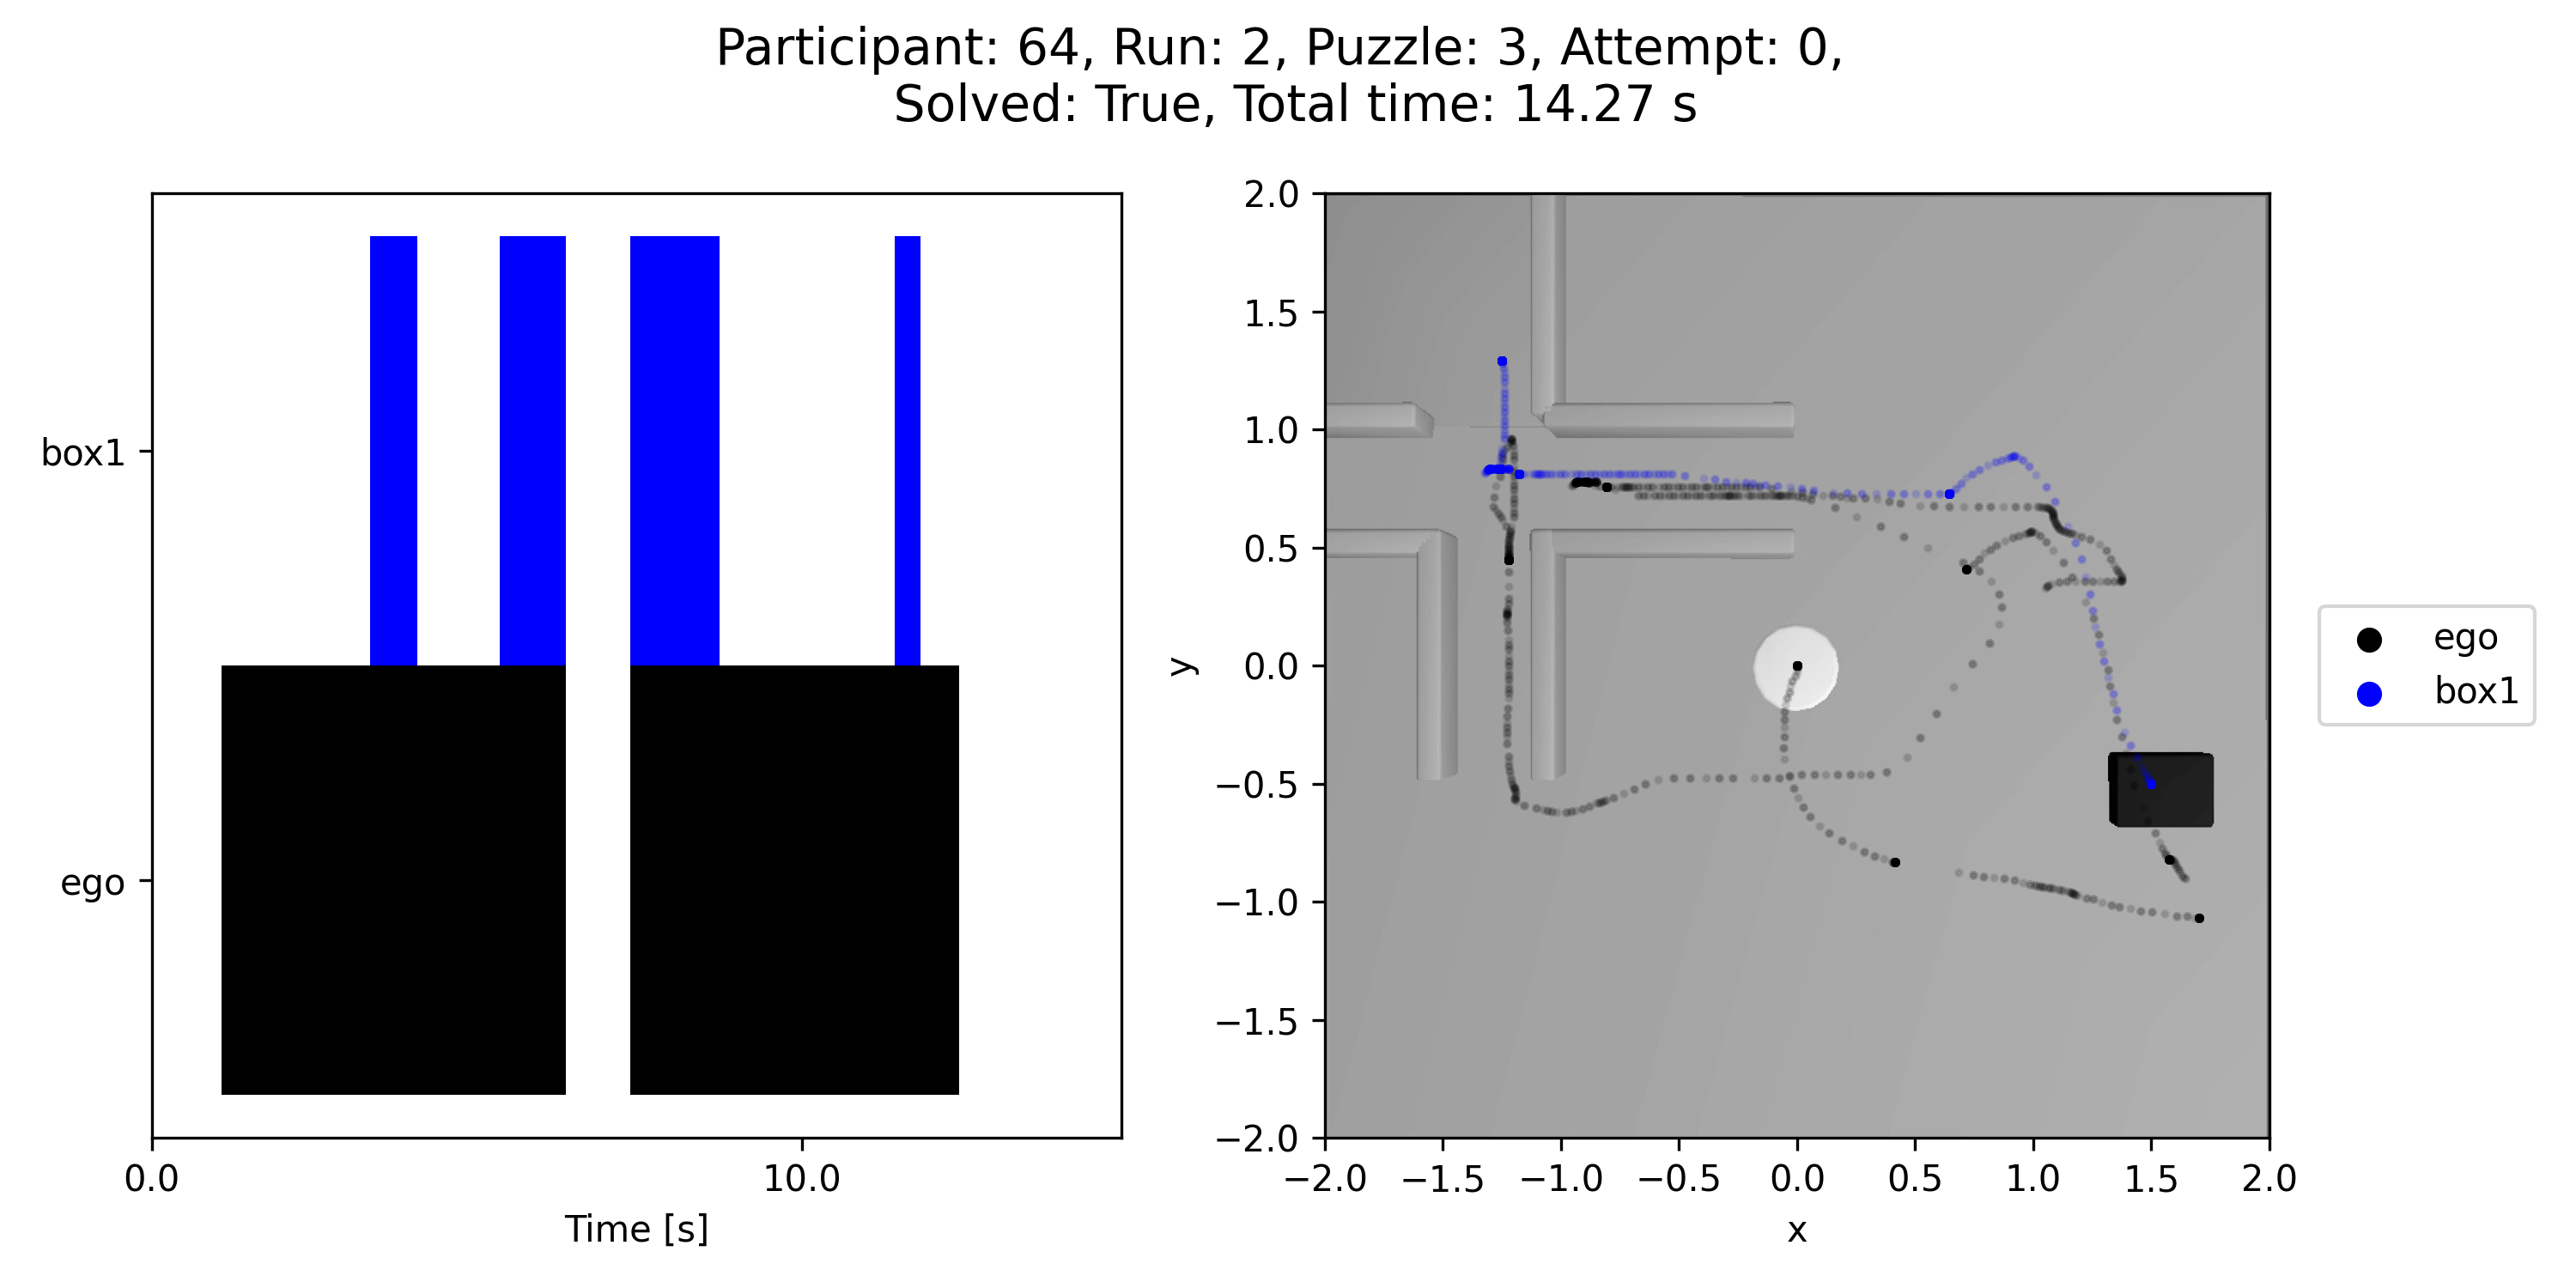 Participant: 64, Run: 2, Puzzle: 3, Attempt: 0,
Solved: True, Total time: 14.27 s
box1
ego
0.0
10.0
Time [s]
2.0
1.5
1.0
0.5
0.0
−0.5
−1.0
−1.5
−2.0
y
−2.0 −1.5 −1.0 −0.5 0.0 0.5 1.0 1.5 2.0
x
ego
box1